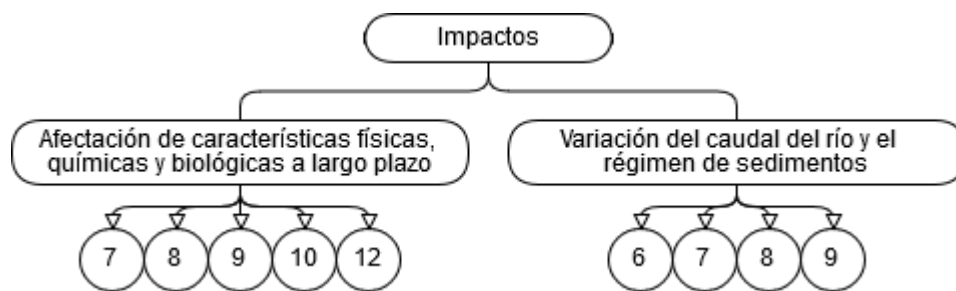 Impactos
Afectación de características físicas,
químicas y biológicas a largo plazo
Variación del caudal del río y el
régimen de sedimentos
7 8 9 10 12
6 7 8 9